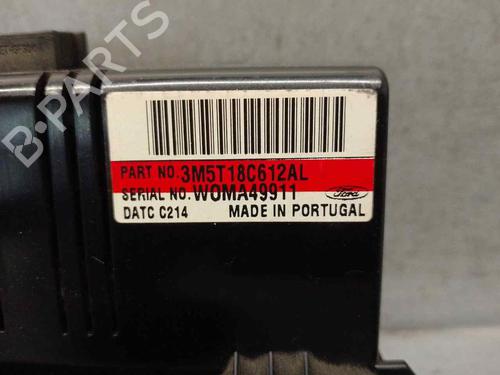 B-PARTS
PART NO. 3M5T18C612AL
SERIAL NO. WOMA49911
DATC C214 MADE IN PORTUGAL
Ford